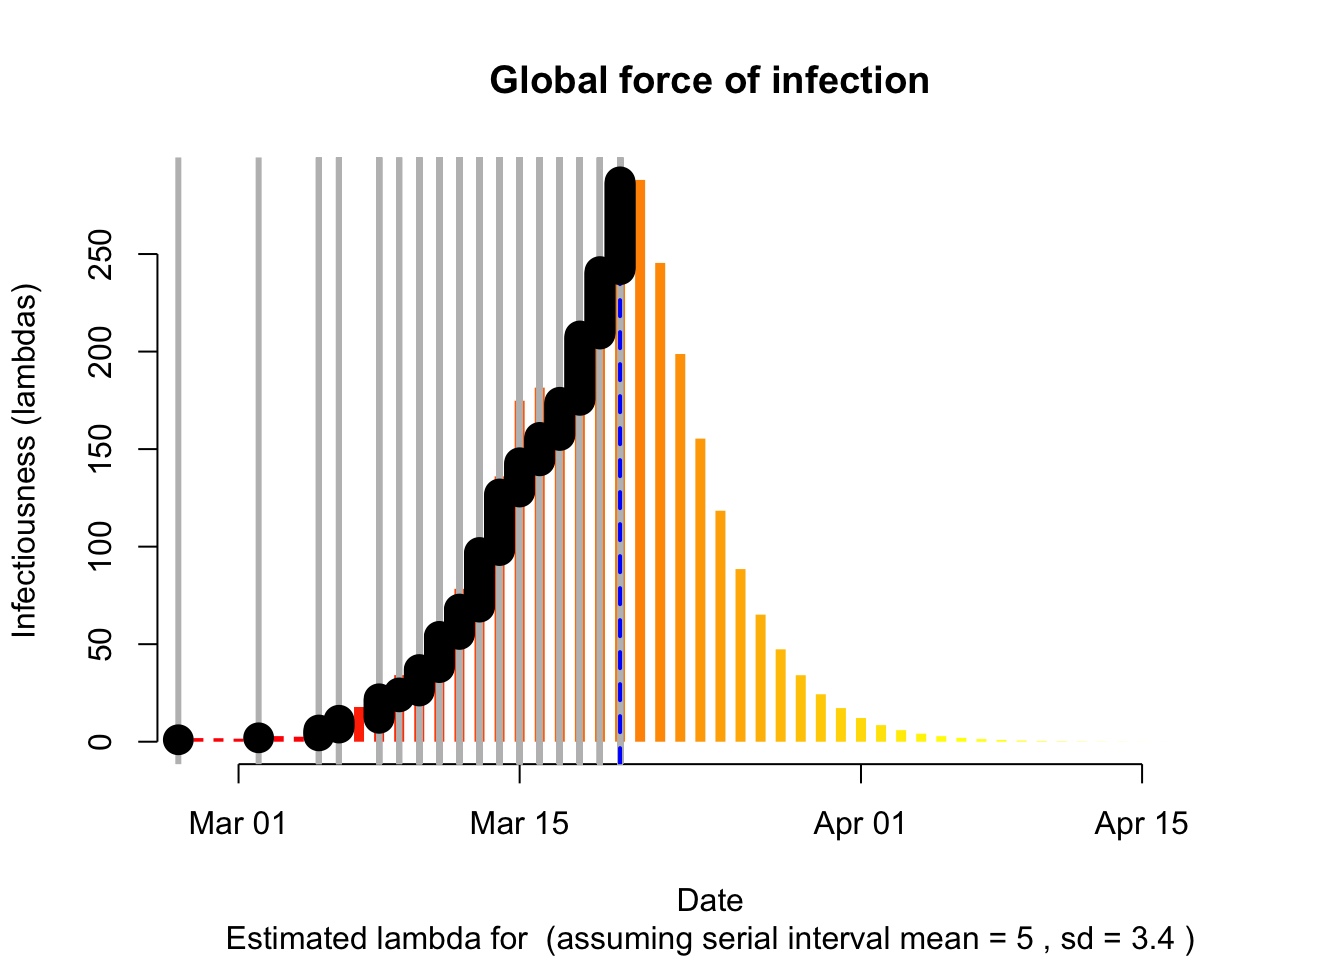 Global force of infection
Infectiousness (lambdas)
250
200
150
100
50
0
Mar 01
Mar 15
Apr 01
Apr 15
Date
Estimated lambda for  (assuming serial interval mean = 5 , sd = 3.4 )